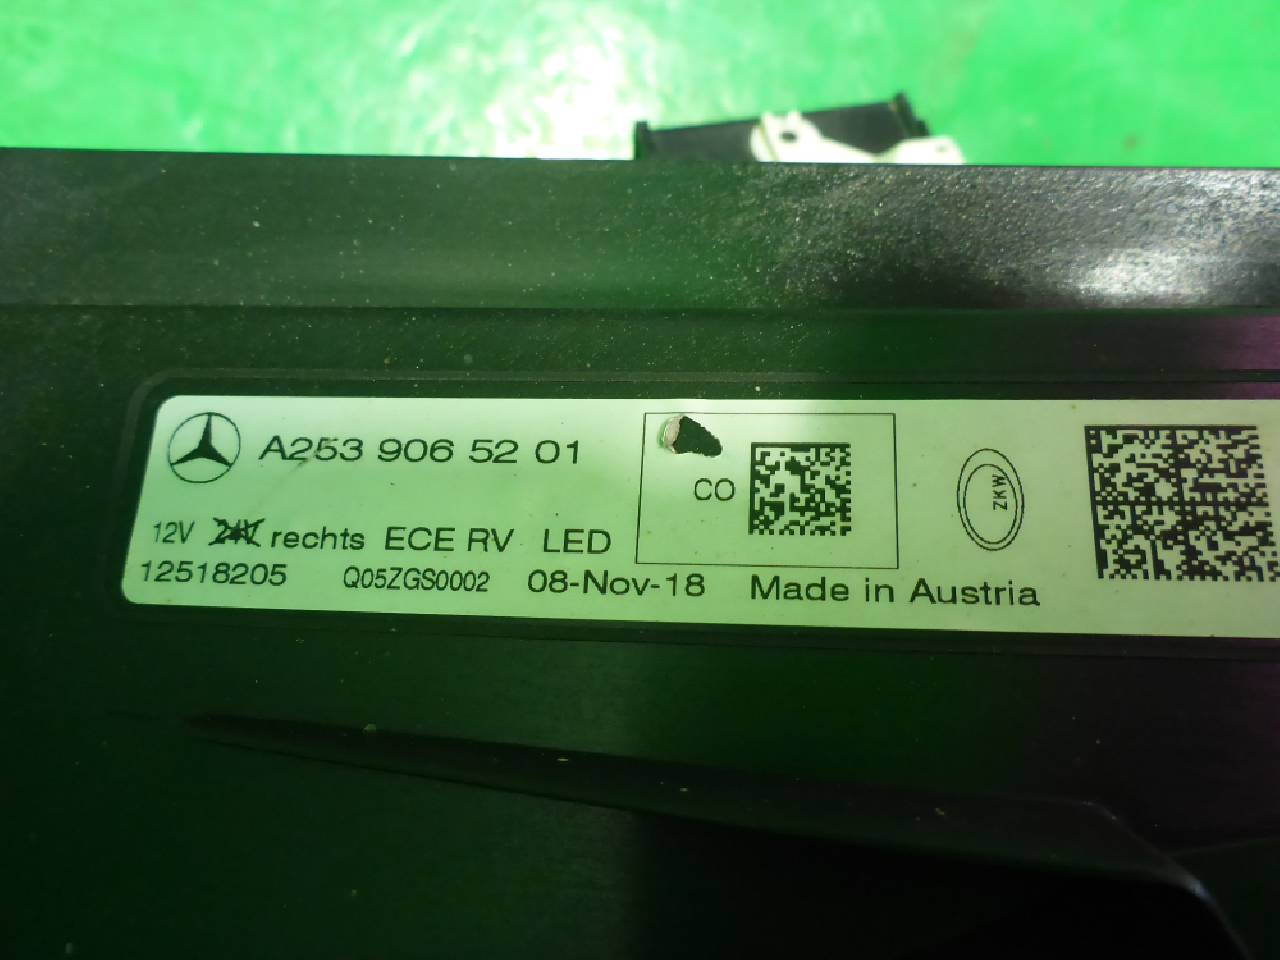 A253 906 52 01
CO
ZKW
12V 24V rechts ECE RV LED
12518205 Q05ZGS0002 08-Nov-18 Made in Austria